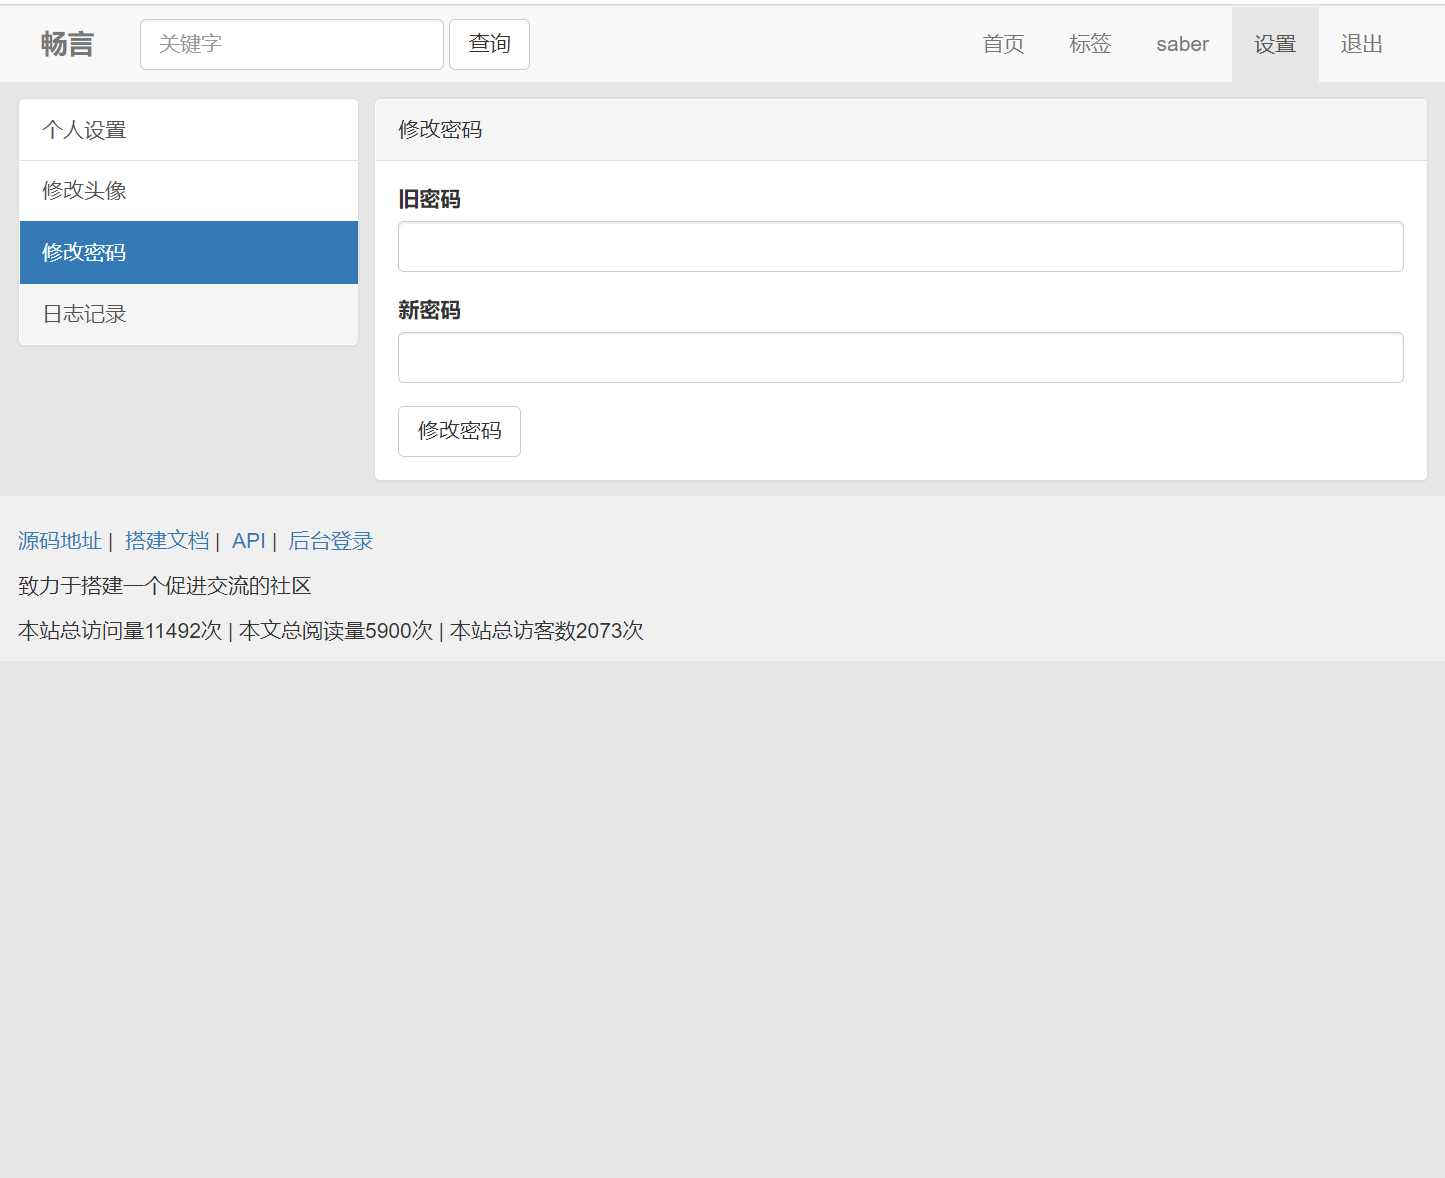 畅言 关键字 查询 首页 标签 saber 设置 退出
个人设置
修改头像
修改密码
日志记录
修改密码
旧密码
新密码
修改密码
源码地址 | 搭建文档 | API | 后台登录
致力于搭建一个促进交流的社区
本站总访问量11492次 | 本文总阅读量5900次 | 本站总访客数2073次